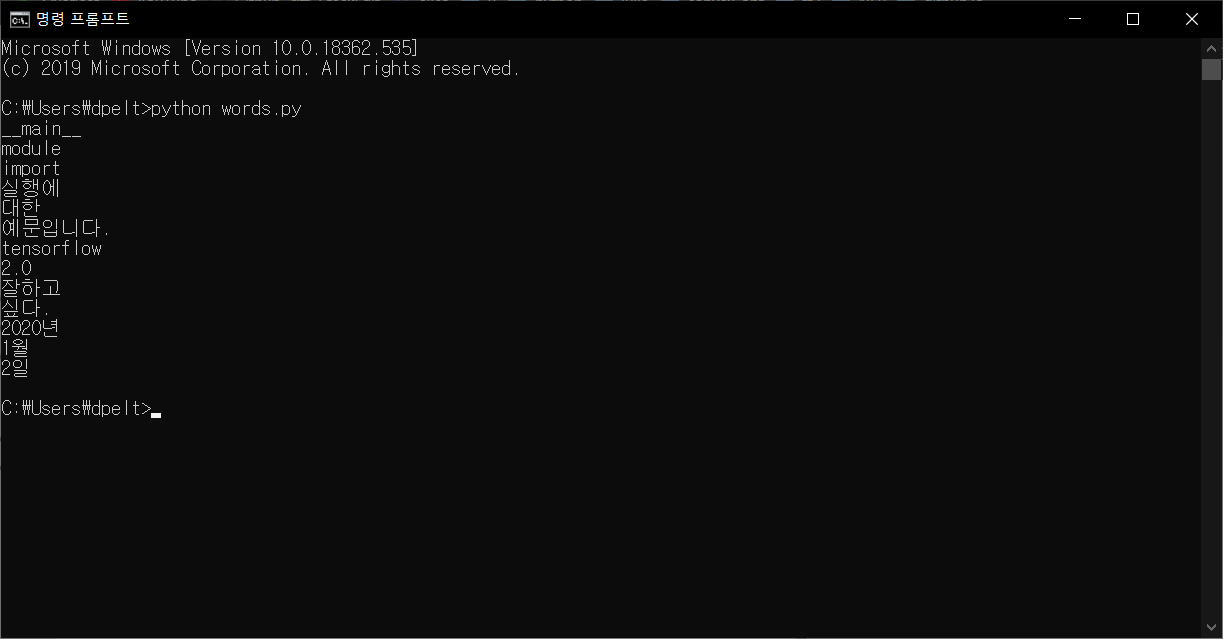 명령 프롬프트
Microsoft Windows [Version 10.0.18362.535]
(c) 2019 Microsoft Corporation. All rights reserved.
C:₩Users₩dpelt>python words.py
__main__
module
import
실행에
대한
예문입니다.
tensorflow
2.0
잘하고
싶다.
2020년
1월
2일
C:₩Users₩dpelt>